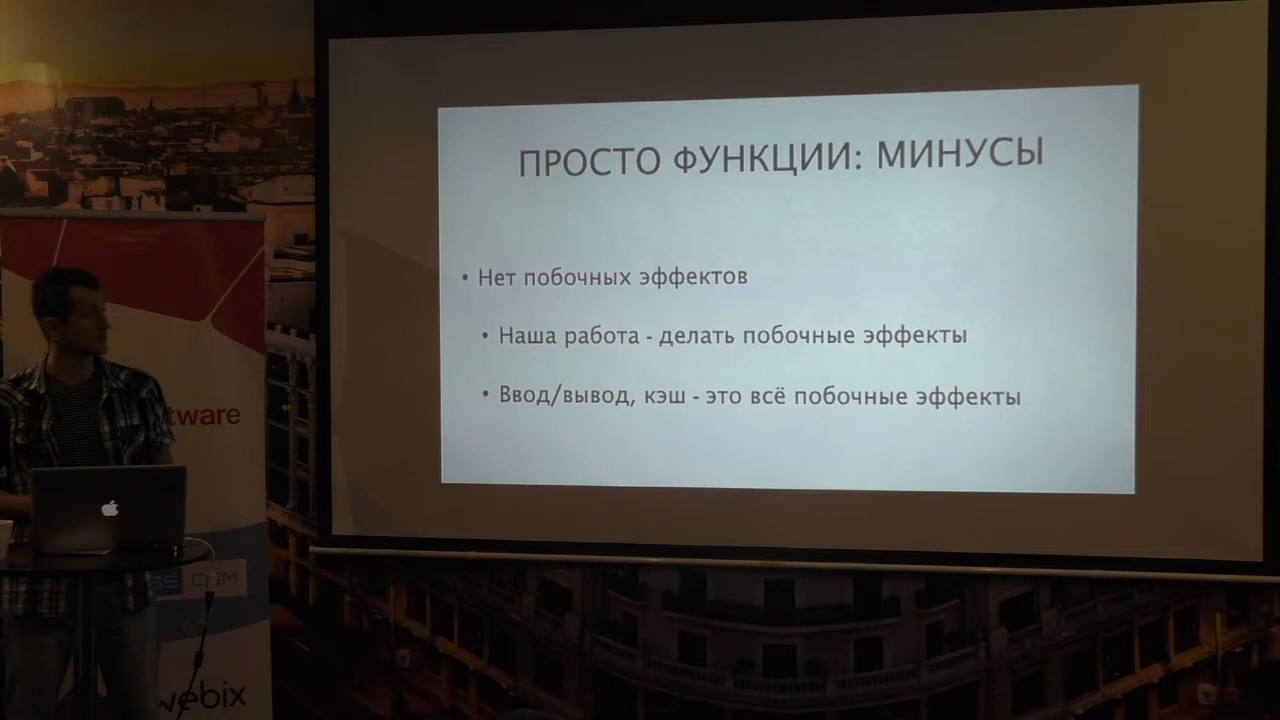 ПРОСТО ФУНКЦИИ: МИНУСЫ
• Нет побочных эффектов
• Наша работа - делать побочные эффекты
• Ввод/вывод, кэш - это всё побочные эффекты
tware
webix